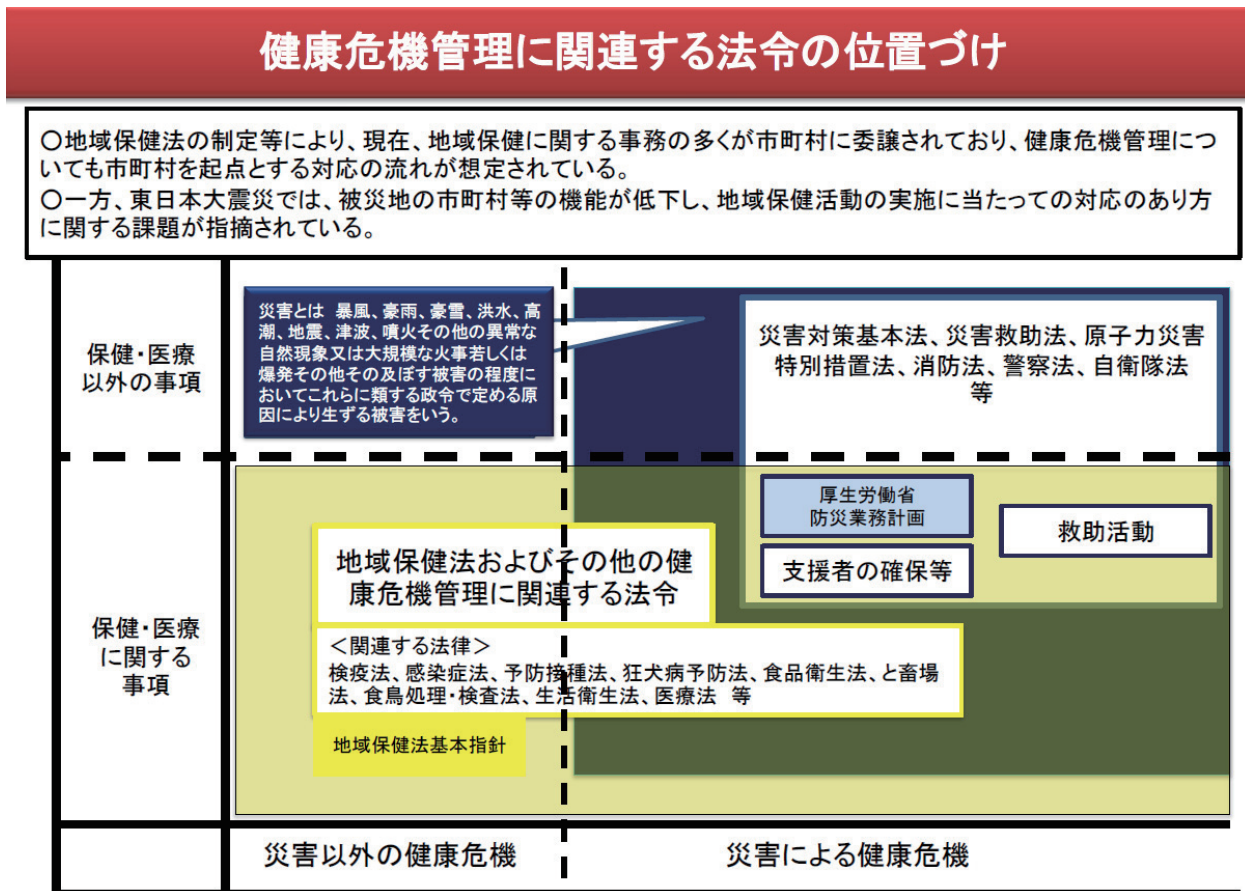 健康危機管理に関連する法令の位置づけ
○地域保健法の制定等により、現在、地域保健に関する事務の多くが市町村に委譲されており、健康危機管理につ
いても市町村を起点とする対応の流れが想定されている。
○一方、東日本大震災では、被災地の市町村等の機能が低下し、地域保健活動の実施に当たっての対応のあり方
に関する課題が指摘されている。
保健・医療
以外の事項
災害とは 暴風、豪雨、豪雪、洪水、高
潮、地震、津波、噴火その他の異常な
自然現象又は大規模な火事若しくは
爆発その他その及ぼす被害の程度に
おいてこれらに類する政令で定める原
因により生ずる被害をいう。
災害対策基本法、災害救助法、原子力災害
特別措置法、消防法、警察法、自衛隊法
等
保健・医療
に関する
事項
厚生労働省
防災業務計画
救助活動
支援者の確保等
地域保健法およびその他の健
康危機管理に関連する法令
＜関連する法律＞
検疫法、感染症法、予防接種法、狂犬病予防法、食品衛生法、と畜場
法、食鳥処理・検査法、生活衛生法、医療法 等
地域保健法基本指針
災害以外の健康危機
災害による健康危機